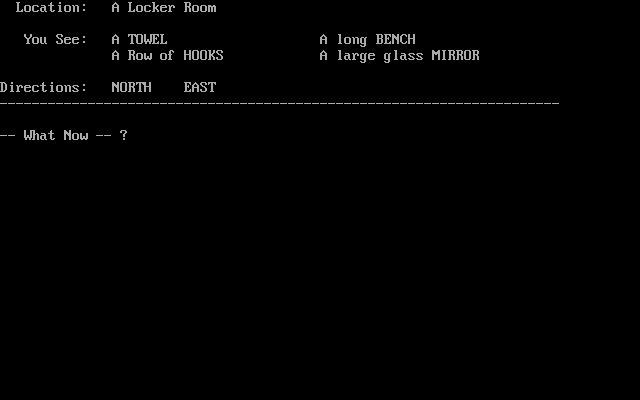 Location: A Locker Room
You See: A TOWEL A long BENCH
A Row of HOOKS A large glass MIRROR
Directions: NORTH EAST
-- What Now -- ?